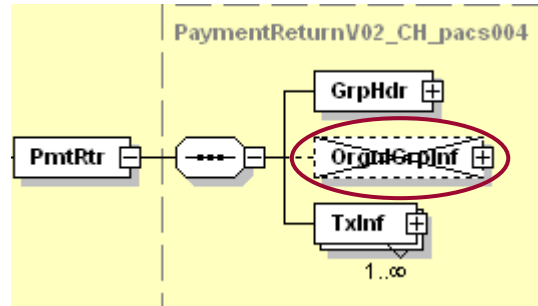 PaymentReturnV02_CH_pacs004
GrpHdr
PmtRtr
OrgnlGrpInf
TxInf
1..∞